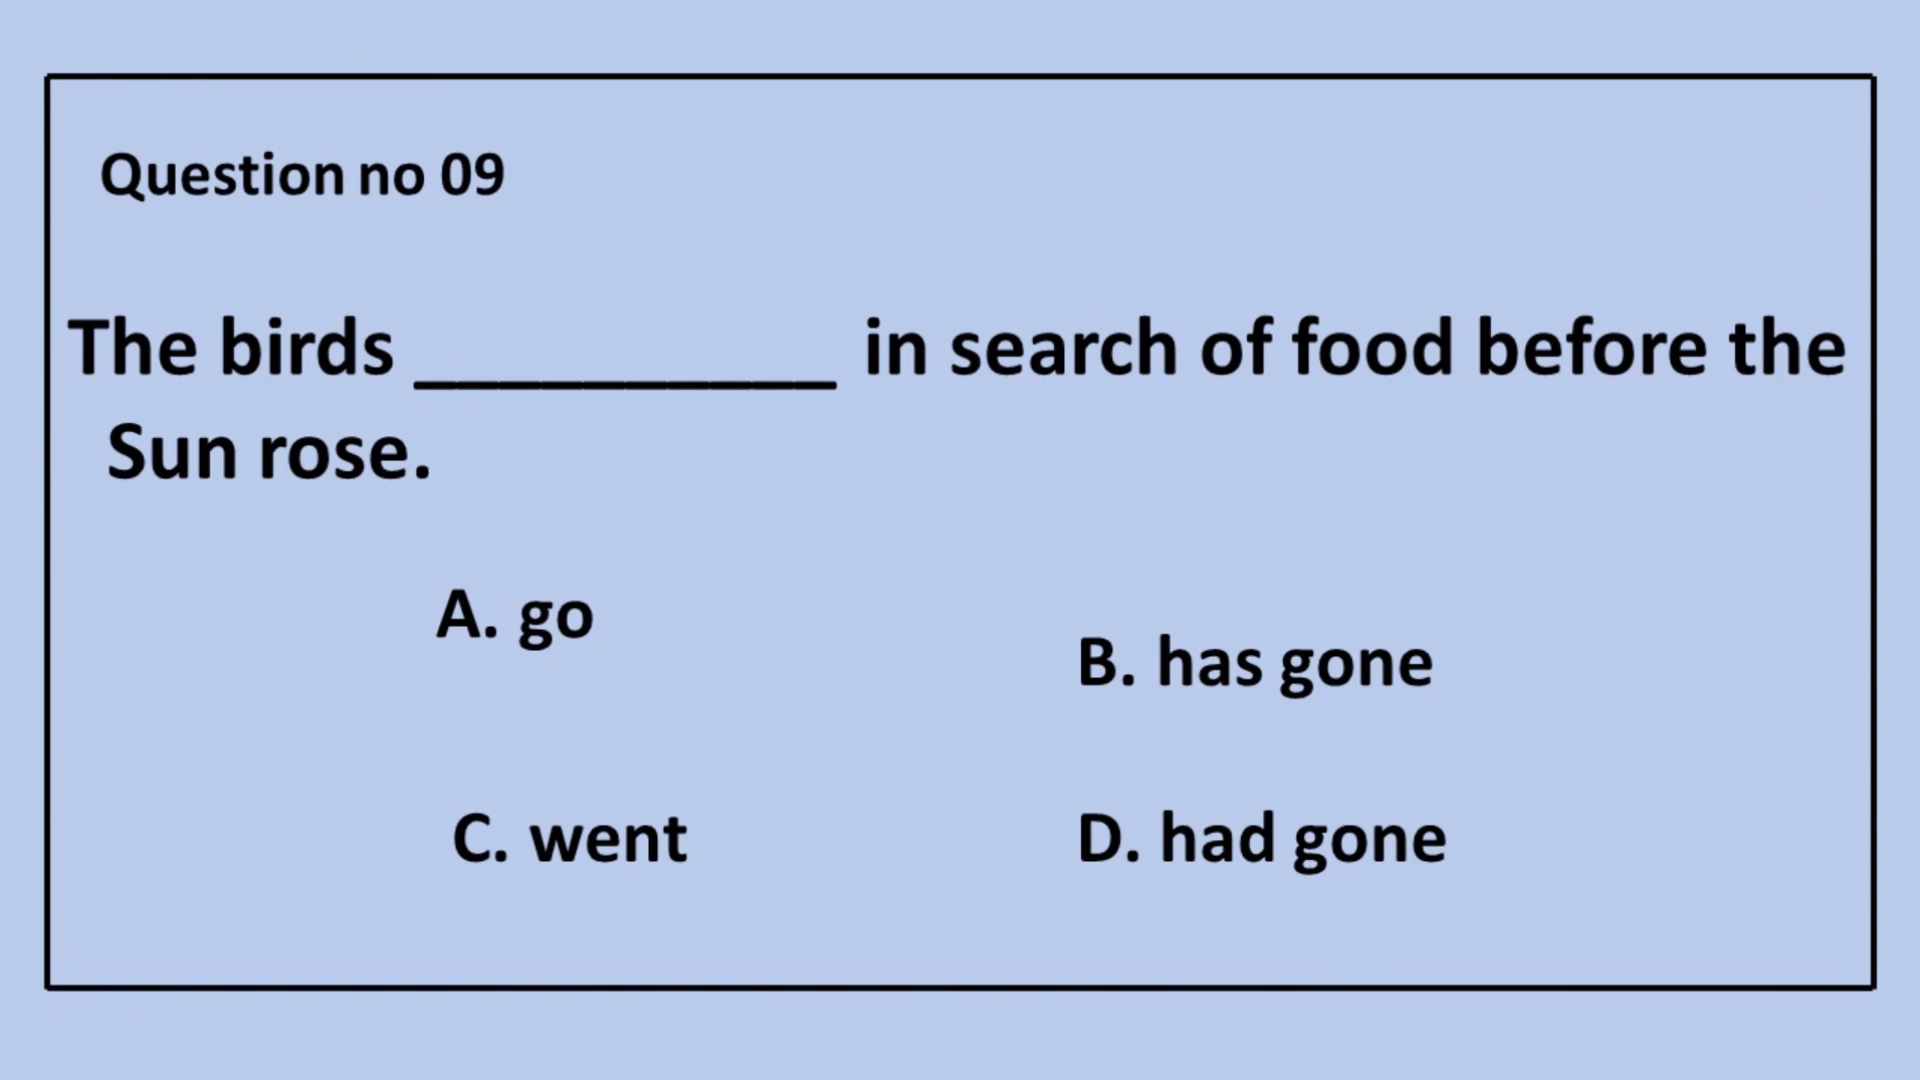 Question no 09
The birds __________ in search of food before the
Sun rose.
A. go
B. has gone
C. went
D. had gone